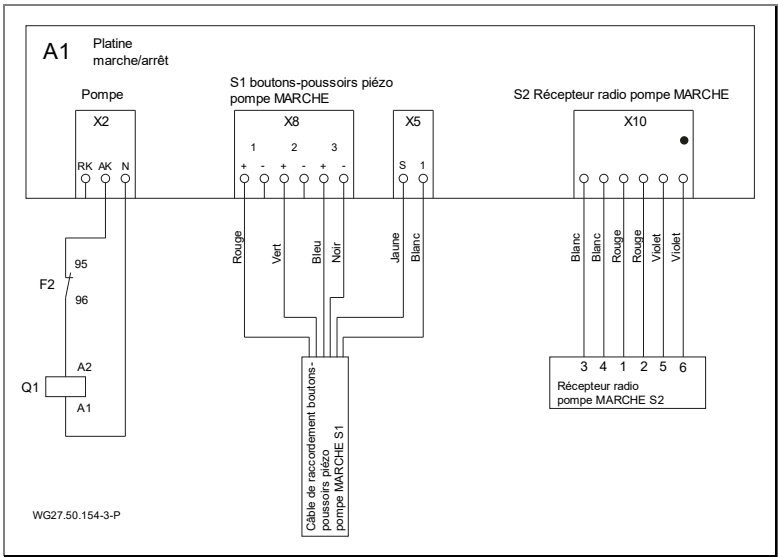 A1
Platine
marche/arrêt
Pompe
S1 boutons-poussoirs piézo
pompe MARCHE
S2 Récepteur radio pompe MARCHE
X2
X8
X5
X10
1 2 3
RK AK N
+ - + - + -
S 1
Rouge
Vert
Bleu
Noir
Jaune
Blanc
Blanc
Blanc
Rouge
Rouge
Violet
Violet
95
F2
96
A2
Q1
A1
3 4 1 2 5 6
Récepteur radio
pompe MARCHE S2
Câble de raccordement boutons-
poussoirs piézo
pompe MARCHE S1
WG27.50.154-3-P